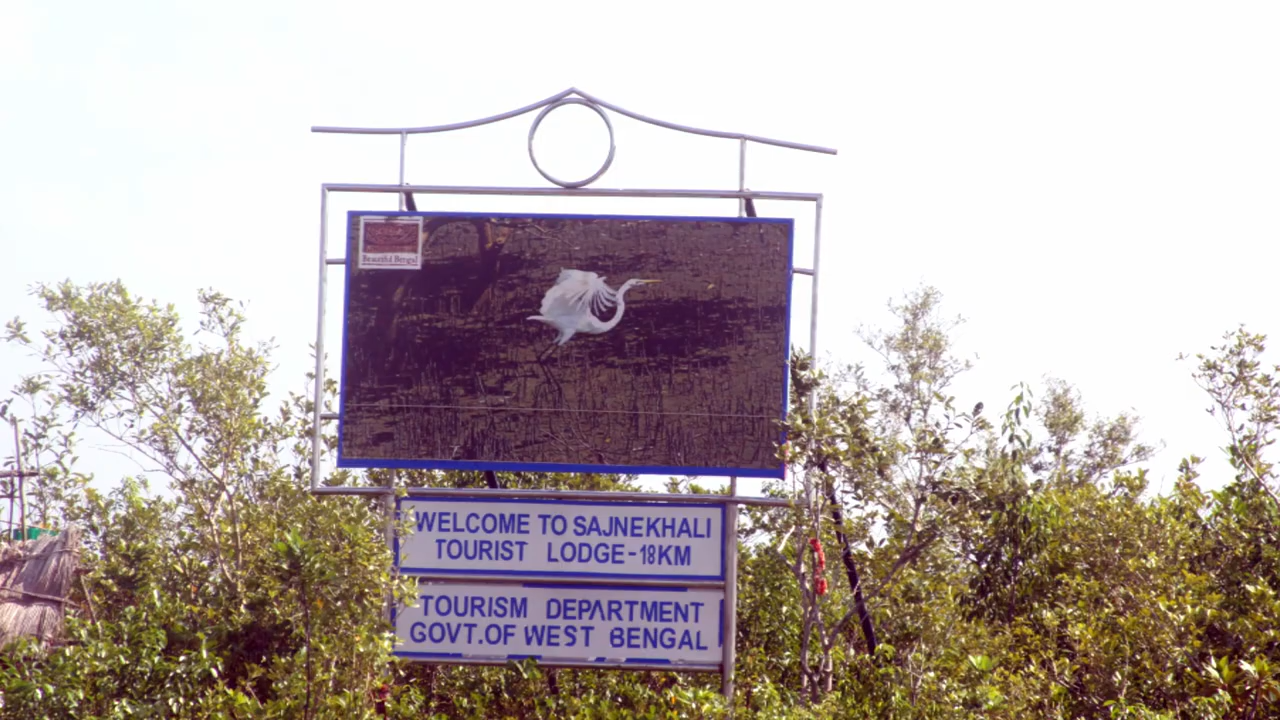 Beautiful Bengal
WELCOME TO SAJNEKHALI
TOURIST LODGE-18KM
TOURISM DEPARTMENT
GOVT.OF WEST BENGAL